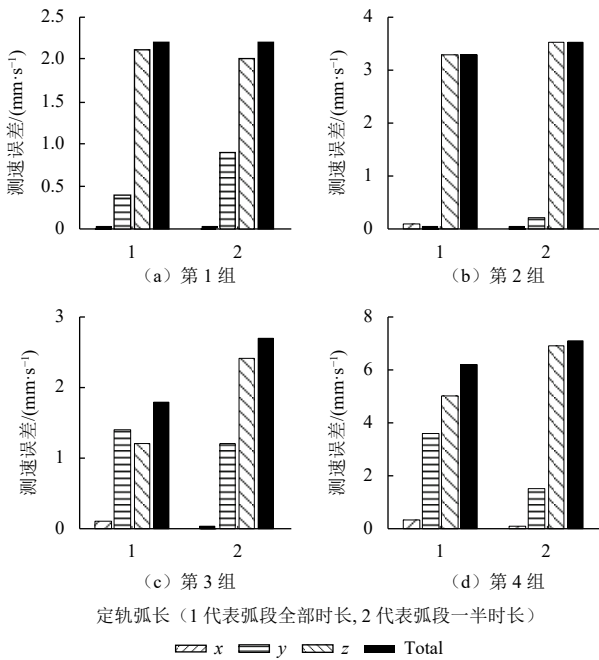 测速误差/(mm·s⁻¹)
2.5
2.0
1.5
1.0
0.5
0
1 2
(a) 第 1 组
测速误差/(mm·s⁻¹)
4
3
2
1
0
1 2
(b) 第 2 组
测速误差/(mm·s⁻¹)
3
2
1
0
1 2
(c) 第 3 组
测速误差/(mm·s⁻¹)
8
6
4
2
0
1 2
(d) 第 4 组
定轨弧长(1 代表弧段全部时长, 2 代表弧段一半时长)
x y z Total